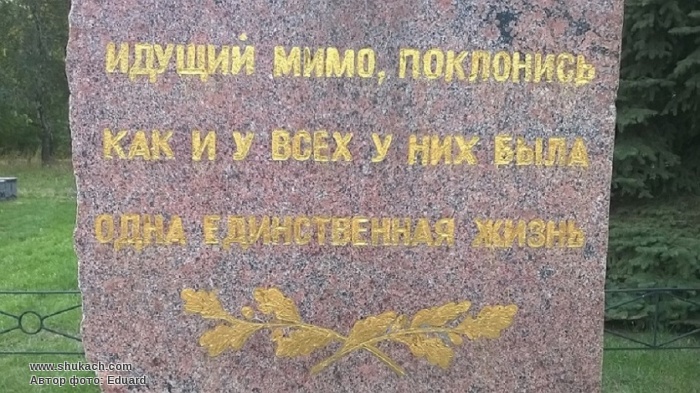 ИДУЩИЙ МИМО, ПОКЛОНИСЬ
КАК И У ВСЕХ У НИХ БЫЛА
ОДНА ЕДИНСТВЕННАЯ ЖИЗНЬ
www.shukach.com
Автор фото: Eduard